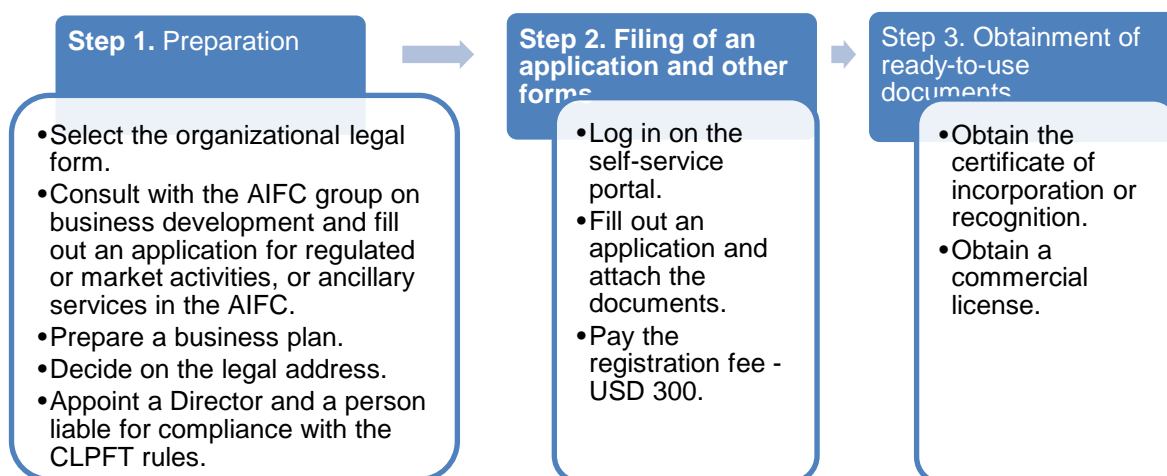 Step 1. Preparation
•Select the organizational legal
form.
•Consult with the AIFC group on
business development and fill
out an application for regulated
or market activities, or ancillary
services in the AIFC.
•Prepare a business plan.
•Decide on the legal address.
•Appoint a Director and a person
liable for compliance with the
CLPFT rules.
Step 2. Filing of an
application and other
forms
•Log in on the
self-service
portal.
•Fill out an
application and
attach the
documents.
•Pay the
registration fee -
USD 300.
Step 3. Obtainment of
ready-to-use
documents
•Obtain the
certificate of
incorporation or
recognition.
•Obtain a
commercial
license.